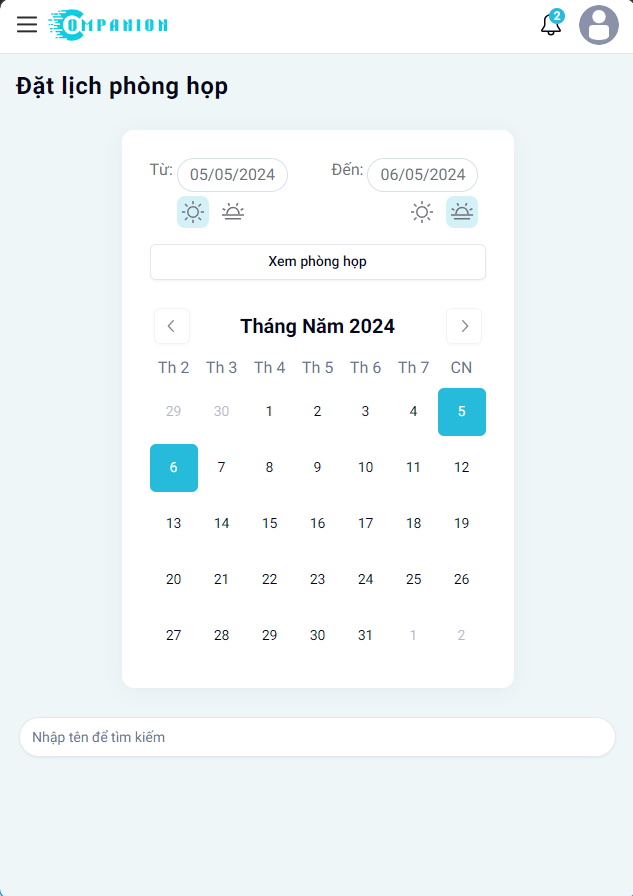 COMPANION
2
Đặt lịch phòng họp
Từ: 05/05/2024 Đến: 06/05/2024
Xem phòng họp
Tháng Năm 2024
Th 2 Th 3 Th 4 Th 5 Th 6 Th 7 CN
29 30 1 2 3 4 5
6 7 8 9 10 11 12
13 14 15 16 17 18 19
20 21 22 23 24 25 26
27 28 29 30 31 1 2
Nhập tên để tìm kiếm